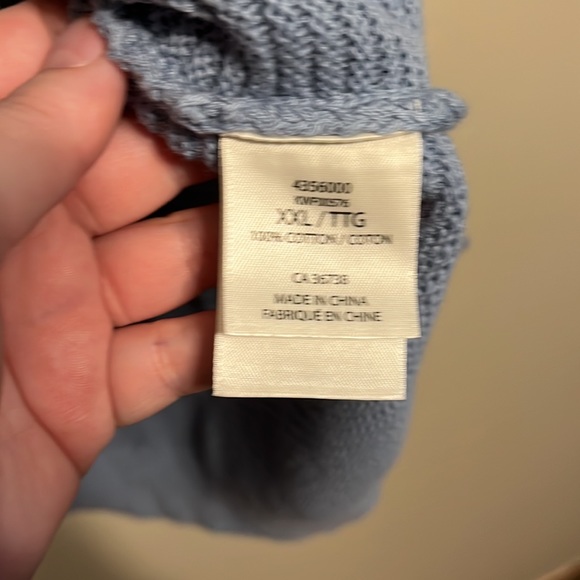 4356000
XXL / TTG
100% COTTON / COTON
CA 36738
MADE IN CHINA
FABRIQUÉ EN CHINE